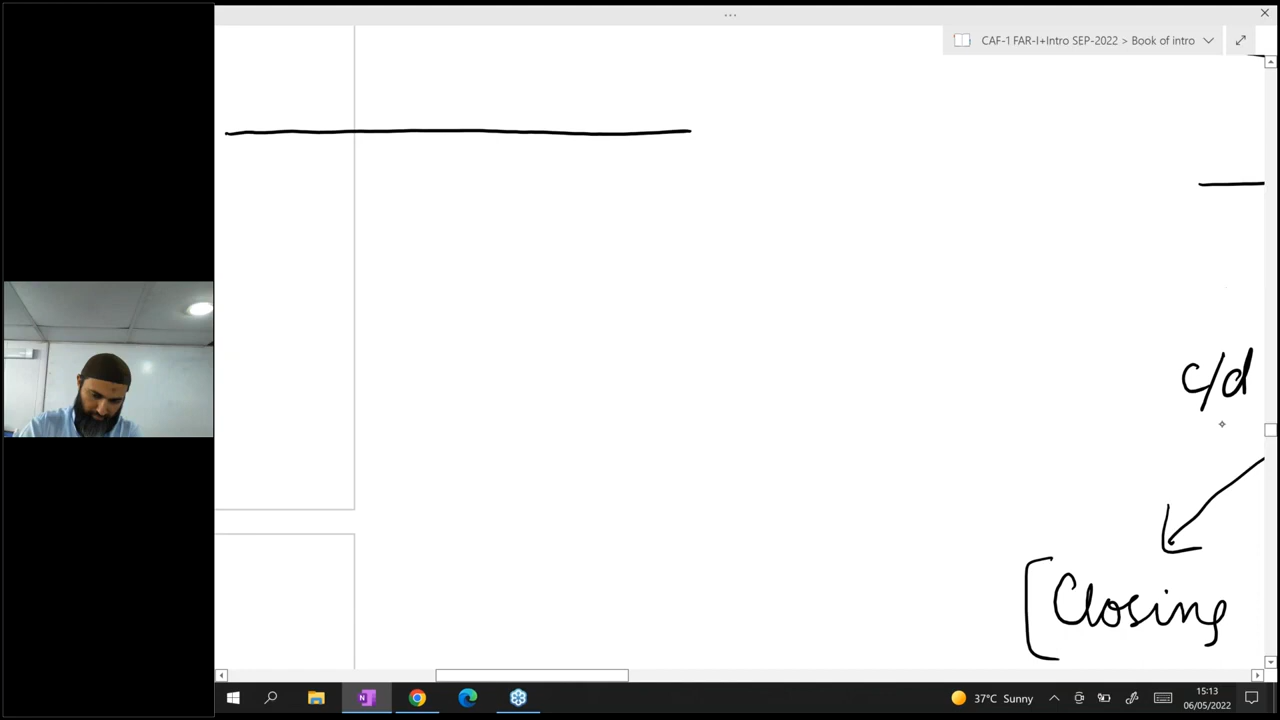 CAF-1 FAR-I+Intro SEP-2022 > Book of intro
c/d
[Closing
37°C Sunny
15:13
06/05/2022